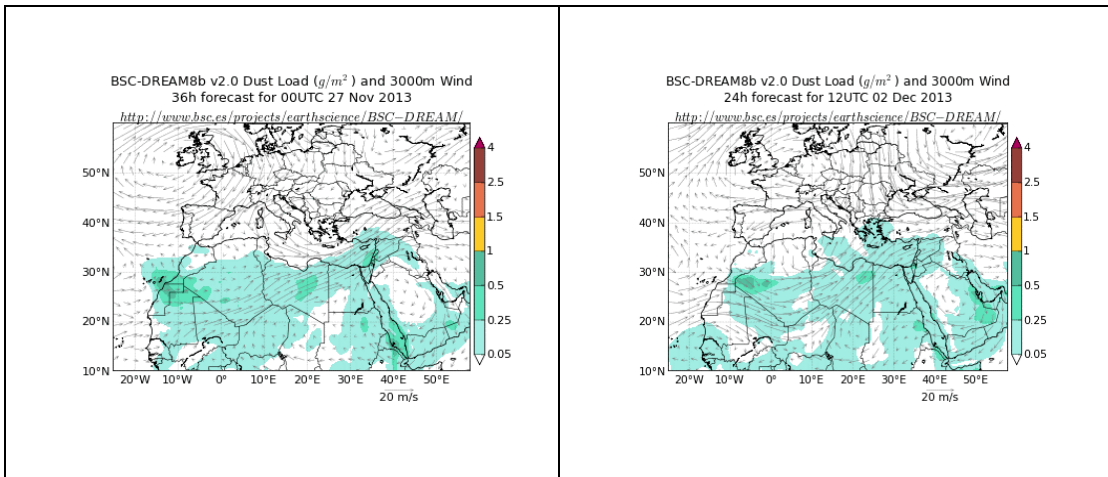 BSC-DREAM8b v2.0 Dust Load (g/m²) and 3000m Wind
36h forecast for 00UTC 27 Nov 2013
http://www.bsc.es/projects/earthscience/BSC-DREAM/
50°N
40°N
30°N
20°N
10°N
20°W 10°W 0° 10°E 20°E 30°E 40°E 50°E
20 m/s
4
2.5
1.5
1
0.5
0.25
0.05
BSC-DREAM8b v2.0 Dust Load (g/m²) and 3000m Wind
24h forecast for 12UTC 02 Dec 2013
http://www.bsc.es/projects/earthscience/BSC-DREAM/
50°N
40°N
30°N
20°N
10°N
20°W 10°W 0° 10°E 20°E 30°E 40°E 50°E
20 m/s
4
2.5
1.5
1
0.5
0.25
0.05